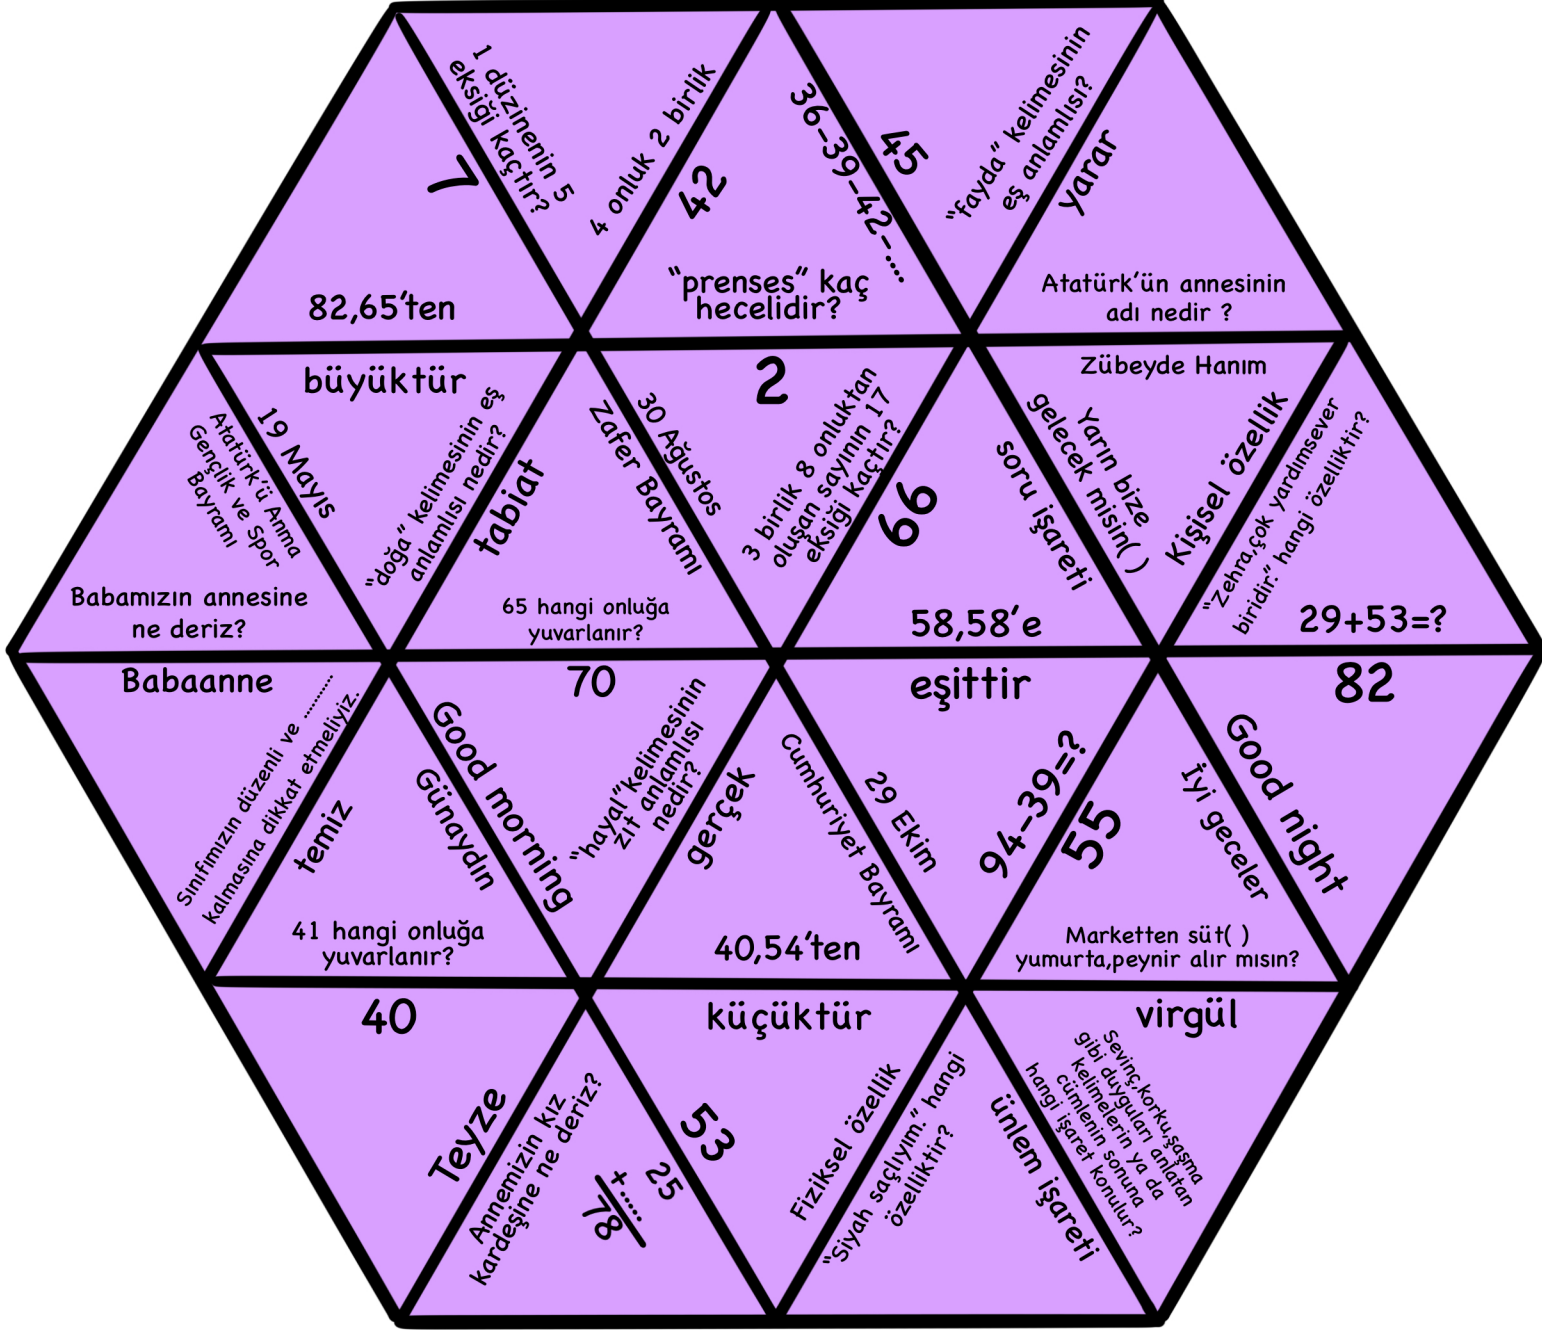 1 düzinenin 5
eksiği kaçtır?
7
4 onluk 2 birlik
42
36-39-42-....
45
"fayda" kelimesinin
eş anlamlısı?
yarar
82,65'ten
"prenses" kaç
hecelidir?
Atatürk'ün annesinin
adı nedir ?
büyüktür
2
Zübeyde Hanım
19 Mayıs
Atatürk'ü Anma
Gençlik ve Spor
Bayramı
"doğa" kelimesinin eş
anlamlısı nedir?
tabiat
30 Ağustos
Zafer Bayramı
3 birlik 8 onluktan
oluşan sayının 17
eksiği kaçtır?
66
soru işareti
Yarın bize
gelecek misin( )
Kişisel özellik
"Zehra,çok yardımsever
biridir." hangi özelliktir?
Babamızın annesine
ne deriz?
65 hangi onluğa
yuvarlanır?
58,58'e
29+53=?
Babaanne
70
eşittir
82
Sınıfımızın düzenli ve .........
kalmasına dikkat etmeliyiz.
temiz
Good morning
Günaydın
"hayal"kelimesinin
zıt anlamlısı
nedir?
gerçek
Cumhuriyet Bayramı
29 Ekim
94-39=?
55
İyi geceler
Good night
41 hangi onluğa
yuvarlanır?
40,54'ten
Marketten süt( )
yumurta,peynir alır mısın?
40
küçüktür
virgül
Teyze
Annemizin kız
kardeşine ne deriz?
25
+.....
78
53
Fiziksel özellik
"Siyah saçlıyım." hangi
özelliktir?
ünlem işareti
Sevinç,korku,şaşma
gibi duyguları anlatan
kelimelerin ya da
cümlenin sonuna
hangi işaret konulur?